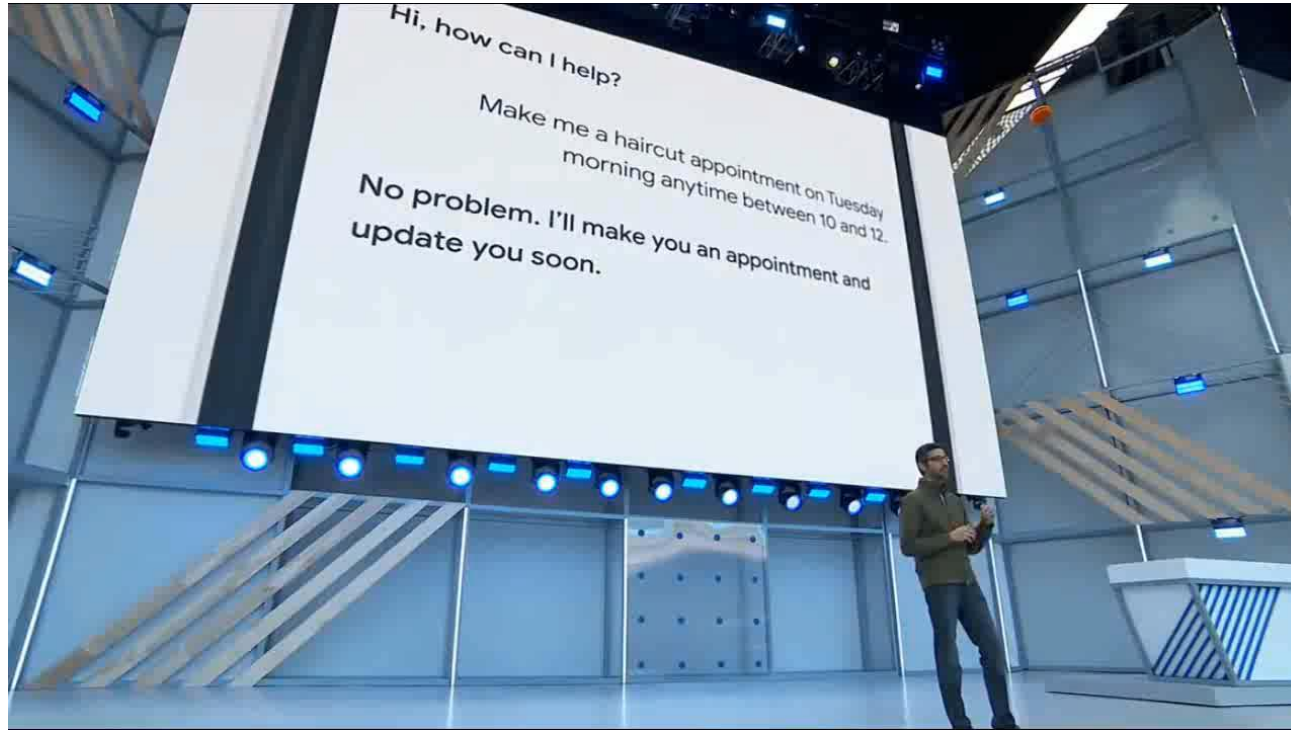 Hi, how can I help?
Make me a haircut appointment on Tuesday
morning anytime between 10 and 12.
No problem. I'll make you an appointment and
update you soon.